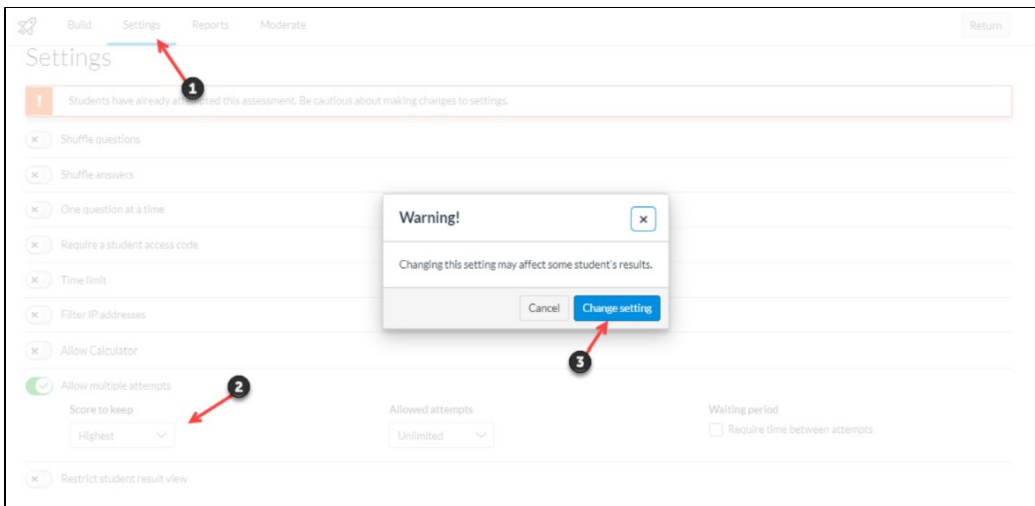 Build Settings Reports Moderate Return
Settings
1
! Students have already attempted this assessment. Be cautious about making changes to settings.
Shuffle questions
Shuffle answers
One question at a time
Require a student access code
Time limit
Filter IP addresses
Allow Calculator
Allow multiple attempts
2
Score to keep Allowed attempts Waiting period
Highest Unlimited Require time between attempts
Restrict student result view
Warning!
Changing this setting may affect some student's results.
Cancel Change setting
3